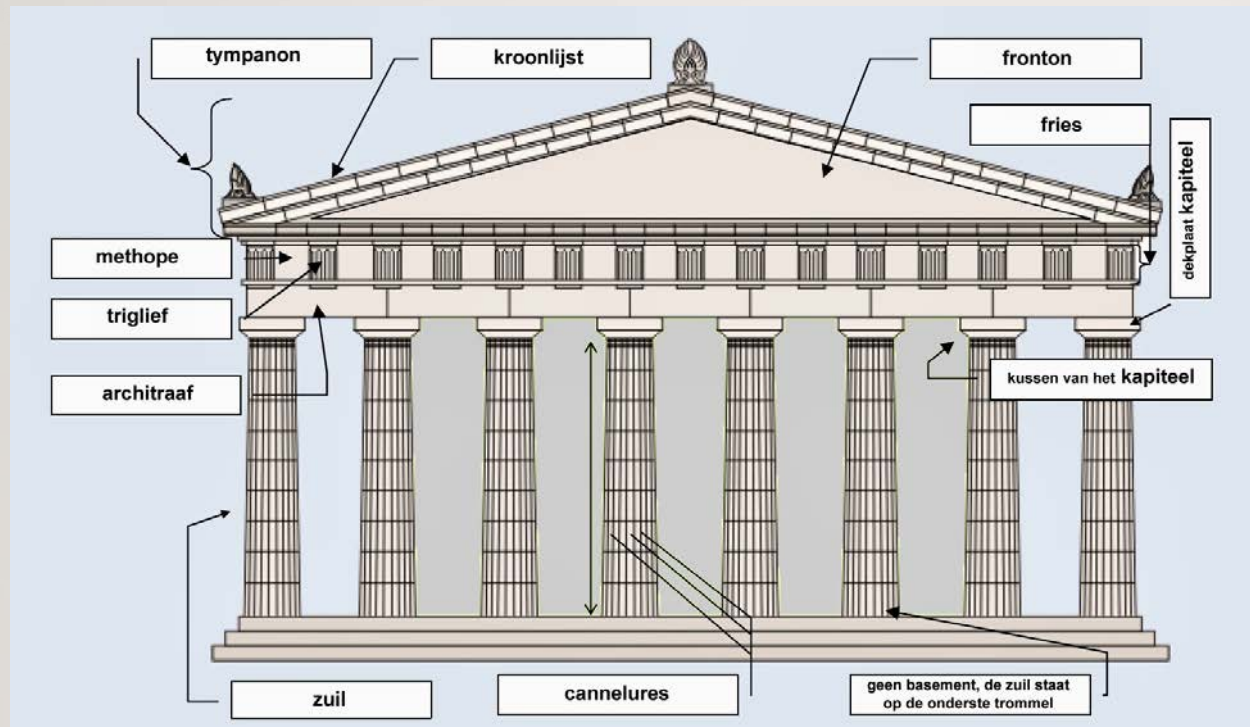 tympanon
kroonlijst
fronton
fries
dekplaat kapiteel
methope
triglief
architraaf
kussen van het kapiteel
zuil
cannelures
geen basement, de zuil staat
op de onderste trommel